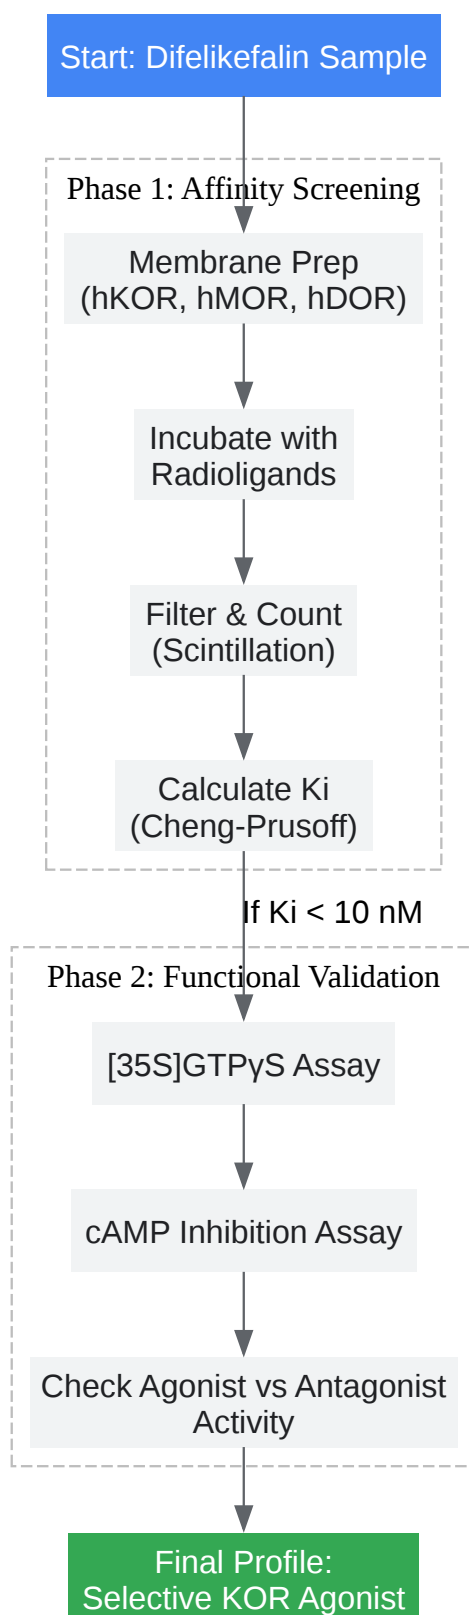 Start: Difelikefalin Sample
Phase 1: Affinity Screening
Membrane Prep
(hKOR, hMOR, hDOR)
Incubate with
Radioligands
Filter & Count
(Scintillation)
Calculate Ki
(Cheng-Prusoff)
If Ki < 10 nM
Phase 2: Functional Validation
[35S]GTPγS Assay
cAMP Inhibition Assay
Check Agonist vs Antagonist
Activity
Final Profile:
Selective KOR Agonist